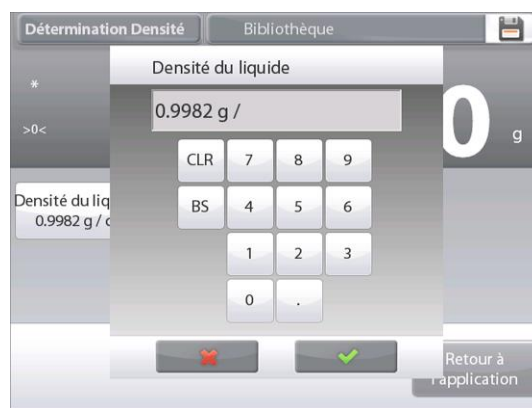 Détermination Densité
Bibliothèque
Densité du liquide
*
0.9982 g /
>0<
0
g
CLR 7 8 9
Densité du liq
0.9982 g / c
BS 4 5 6
1 2 3
0 .
Retour à
l'application